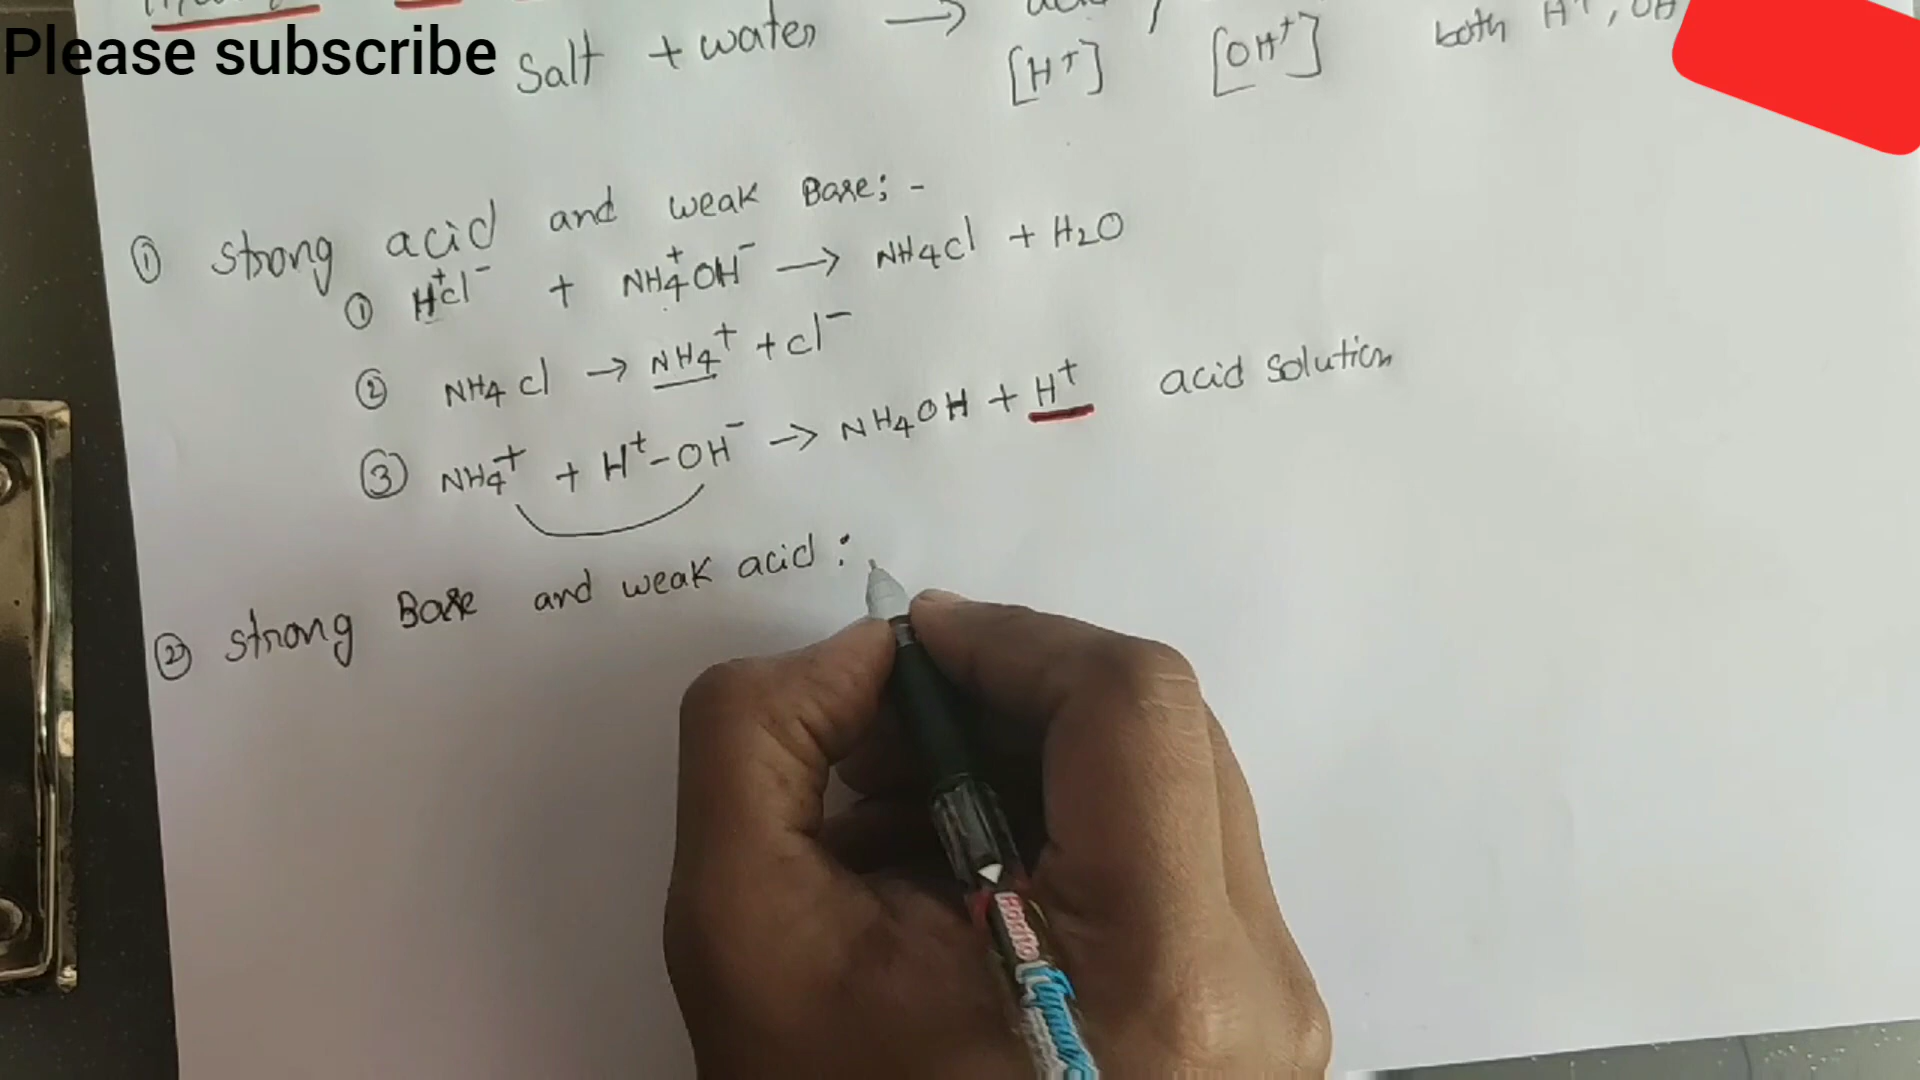 Please subscribe
Salt + water →
[H+] [OH+] both H+, OH
① strong acid and weak Base:-
① H+Cl- + NH4+OH- → NH4Cl + H2O
② NH4Cl → NH4+ + Cl-
③ NH4+ + H+-OH- → NH4OH + H+ acid solution
② strong Base and weak acid: